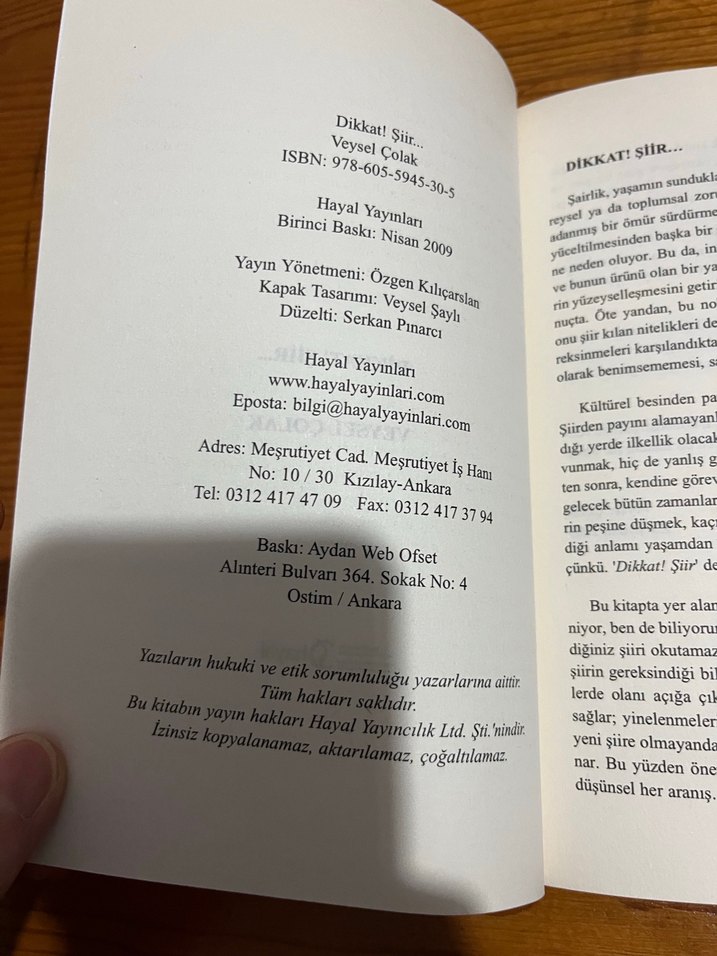 Dikkat! Şiir...
Veysel Çolak
ISBN: 978-605-5945-30-5
Hayal Yayınları
Birinci Baskı: Nisan 2009
Yayın Yönetmeni: Özgen Kılıçarslan
Kapak Tasarımı: Veysel Şaylı
Düzelti: Serkan Pınarcı
Hayal Yayınları
www.hayalyayinlari.com
Eposta: bilgi@hayalyayinlari.com
Adres: Meşrutiyet Cad. Meşrutiyet İş Hanı
No: 10 / 30 Kızılay-Ankara
Tel: 0312 417 47 09 Fax: 0312 417 37 94
Baskı: Aydan Web Ofset
Alınteri Bulvarı 364. Sokak No: 4
Ostim / Ankara
Yazıların hukuki ve etik sorumluluğu yazarlarına aittir.
Tüm hakları saklıdır.
Bu kitabın yayın hakları Hayal Yayıncılık Ltd. Şti.'nindir.
İzinsiz kopyalanamaz, aktarılamaz, çoğaltılamaz.
DİKKAT! ŞİİR...
Şairlik, yaşamın sundukla
reysel ya da toplumsal zoru
adanmış bir ömür sürdürme
yüceltilmesinden başka bir
ne neden oluyor. Bu da, in
ve bunun ürünü olan bir ya
rin yüzeyselleşmesini getir
nuçta. Öte yandan, bu no
onu şiir kılan nitelikleri de
reksinmeleri karşılandıkta
olarak benimsememesi, sa
Kültürel besinden pa
Şiirden payını alamayanl
dığı yerde ilkellik olacak
vunmak, hiç de yanlış g
ten sonra, kendine görev
gelecek bütün zamanlar
rin peşine düşmek, kaçı
diği anlamı yaşamdan
çünkü. 'Dikkat! Şiir' de
Bu kitapta yer alan
niyor, ben de biliyorum
diğiniz şiiri okutamaz
şiirin gereksindiği bil
lerde olanı açığa çık
sağlar; yinelenmeler
yeni şiire olmayanda
nar. Bu yüzden öne
düşünsel her arayış.